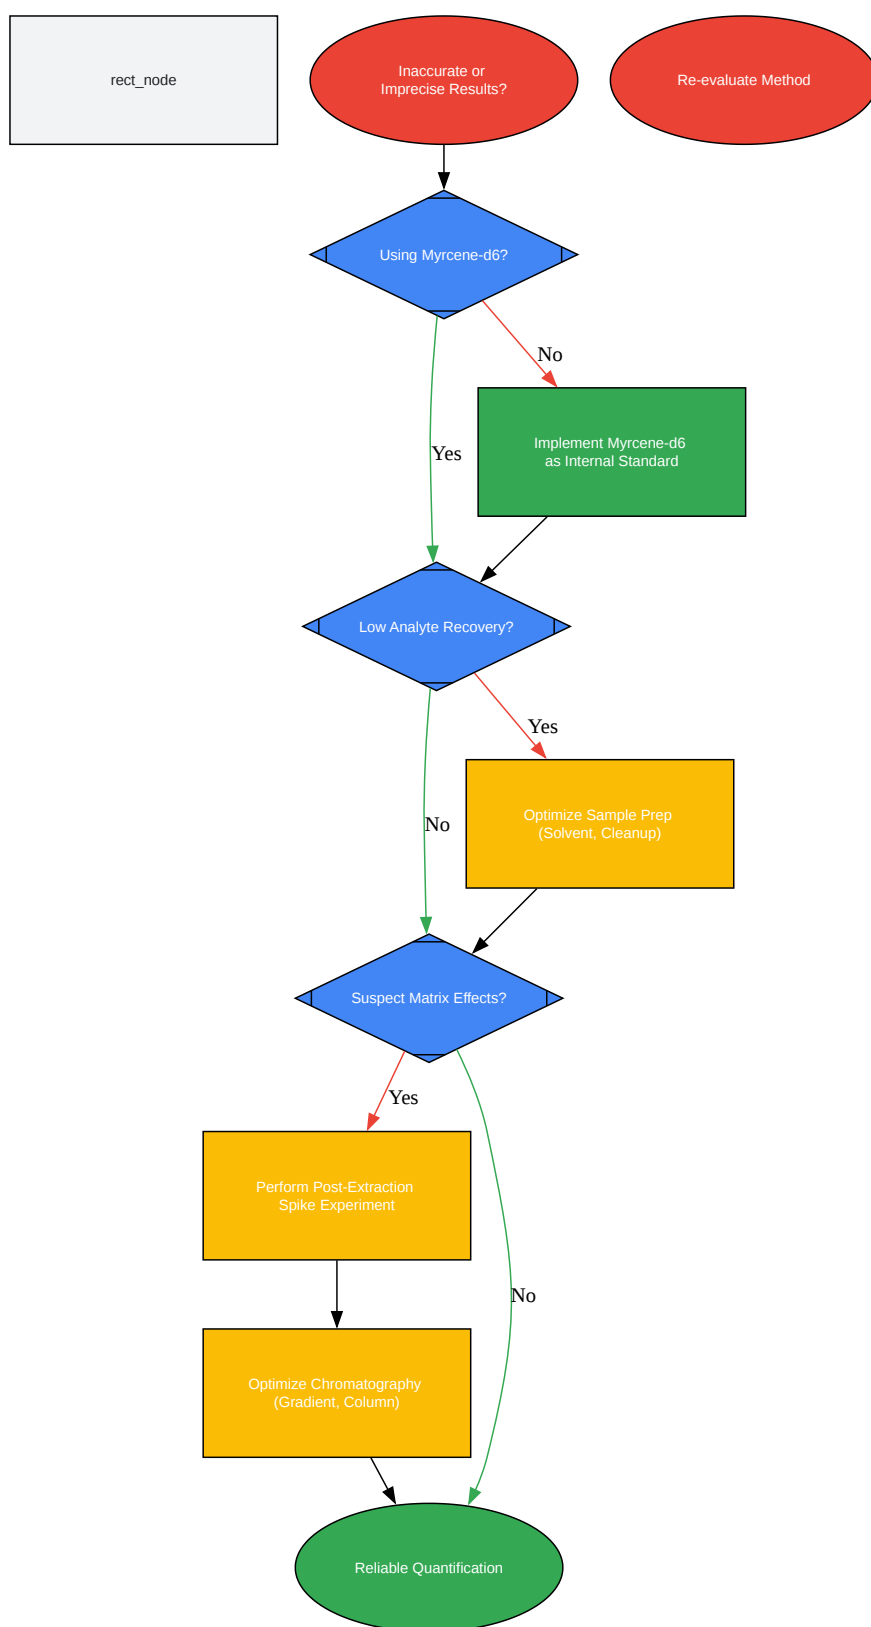 rect_node
Inaccurate or
Imprecise Results?
Re-evaluate Method
Using Myrcene-d6?
No
Implement Myrcene-d6
as Internal Standard
Yes
Low Analyte Recovery?
Yes
Optimize Sample Prep
(Solvent, Cleanup)
No
Suspect Matrix Effects?
Yes
Perform Post-Extraction
Spike Experiment
No
Optimize Chromatography
(Gradient, Column)
Reliable Quantification